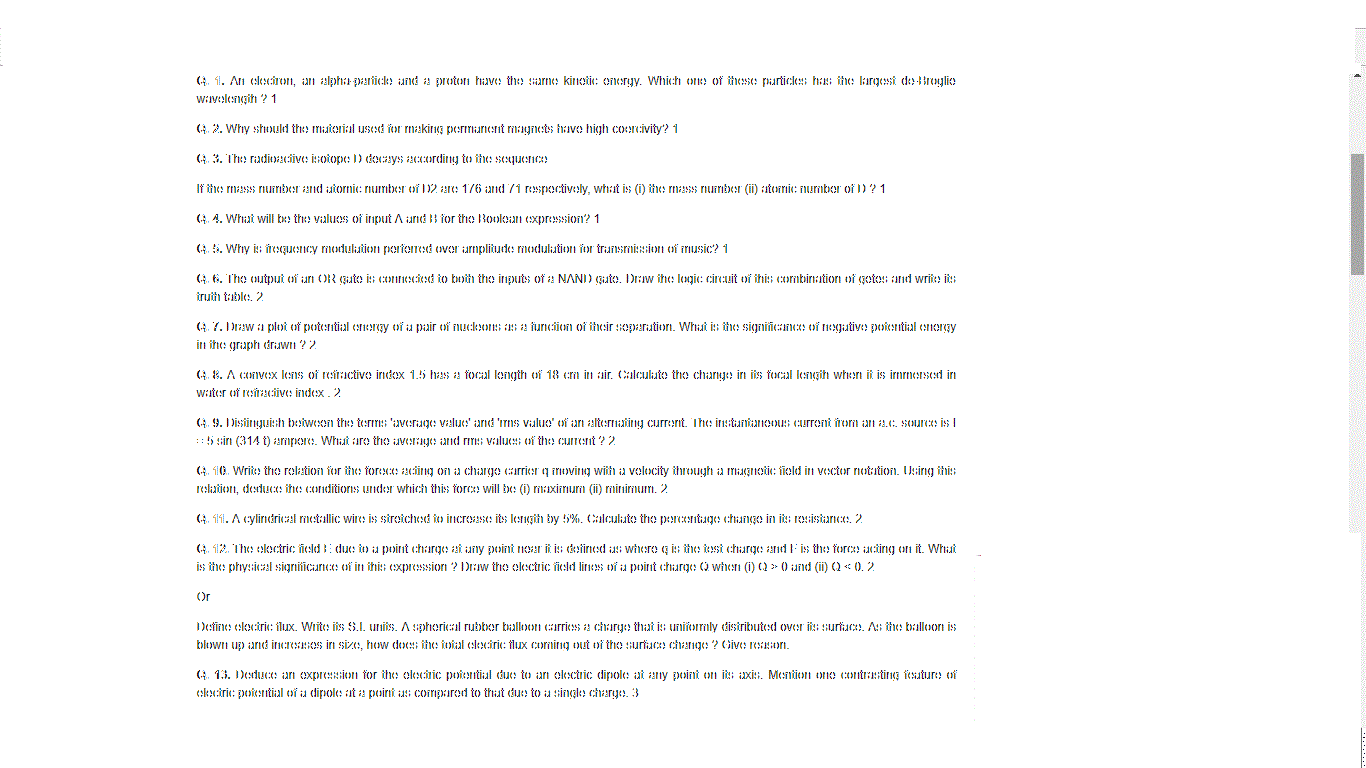 Q. 1. An electron, an alpha-particle and a proton have the same kinetic energy. Which one of these particles has the largest de-Broglie
wavelength ? 1
Q. 2. Why should the material used for making permanent magnets have high coercivity? 1
Q. 3. The radioactive isotope D decays according to the sequence
If the mass number and atomic number of D2 are 176 and 71 respectively, what is (i) the mass number (ii) atomic number of D ? 1
Q. 4. What will be the values of input A and B for the Boolean expression? 1
Q. 5. Why is frequency modulation perferred over amplitude modulation for transmission of music? 1
Q. 6. The output of an OR gate is connected to both the inputs of a NAND gate. Draw the logic circuit of this combination of getes and write its
truth table. 2
Q. 7. Draw a plot of potential energy of a pair of nucleons as a function of their separation. What is the significance of negative potential energy
in the graph drawn ? 2
Q. 8. A convex lens of refractive index 1.5 has a focal length of 18 cm in air. Calculate the change in its focal length when it is immersed in
water of refractive index . 2
Q. 9. Distinguish between the terms 'average value' and 'rms value' of an alternating current. The instantaneous current from an a.c. source is I
= 5 sin (314 t) ampere. What are the average and rms values of the current ? 2
Q. 10. Write the relation for the forece acting on a charge carrier q moving with a velocity through a magnetic field in vector notation. Using this
relation, deduce the conditions under which this force will be (i) maximum (ii) minimum. 2
Q. 11. A cylindrical metallic wire is stretched to increase its length by 5%. Calculate the percentage change in its resistance. 2
Q. 12. The electric field E due to a point charge at any point near it is defined as where q is the test charge and F is the force acting on it. What
is the physical significance of in this expression ? Draw the electric field lines of a point charge Q when (i) Q > 0 and (ii) Q < 0. 2
Or
Define electric flux. Write its S.I. units. A spherical rubber balloon carries a charge that is uniformly distributed over its surface. As the balloon is
blown up and increases in size, how does the total electric flux coming out of the surface change ? Give reason.
Q. 13. Deduce an expression for the electric potential due to an electric dipole at any point on its axis. Mention one contrasting feature of
electric potential of a dipole at a point as compared to that due to a single charge. 3